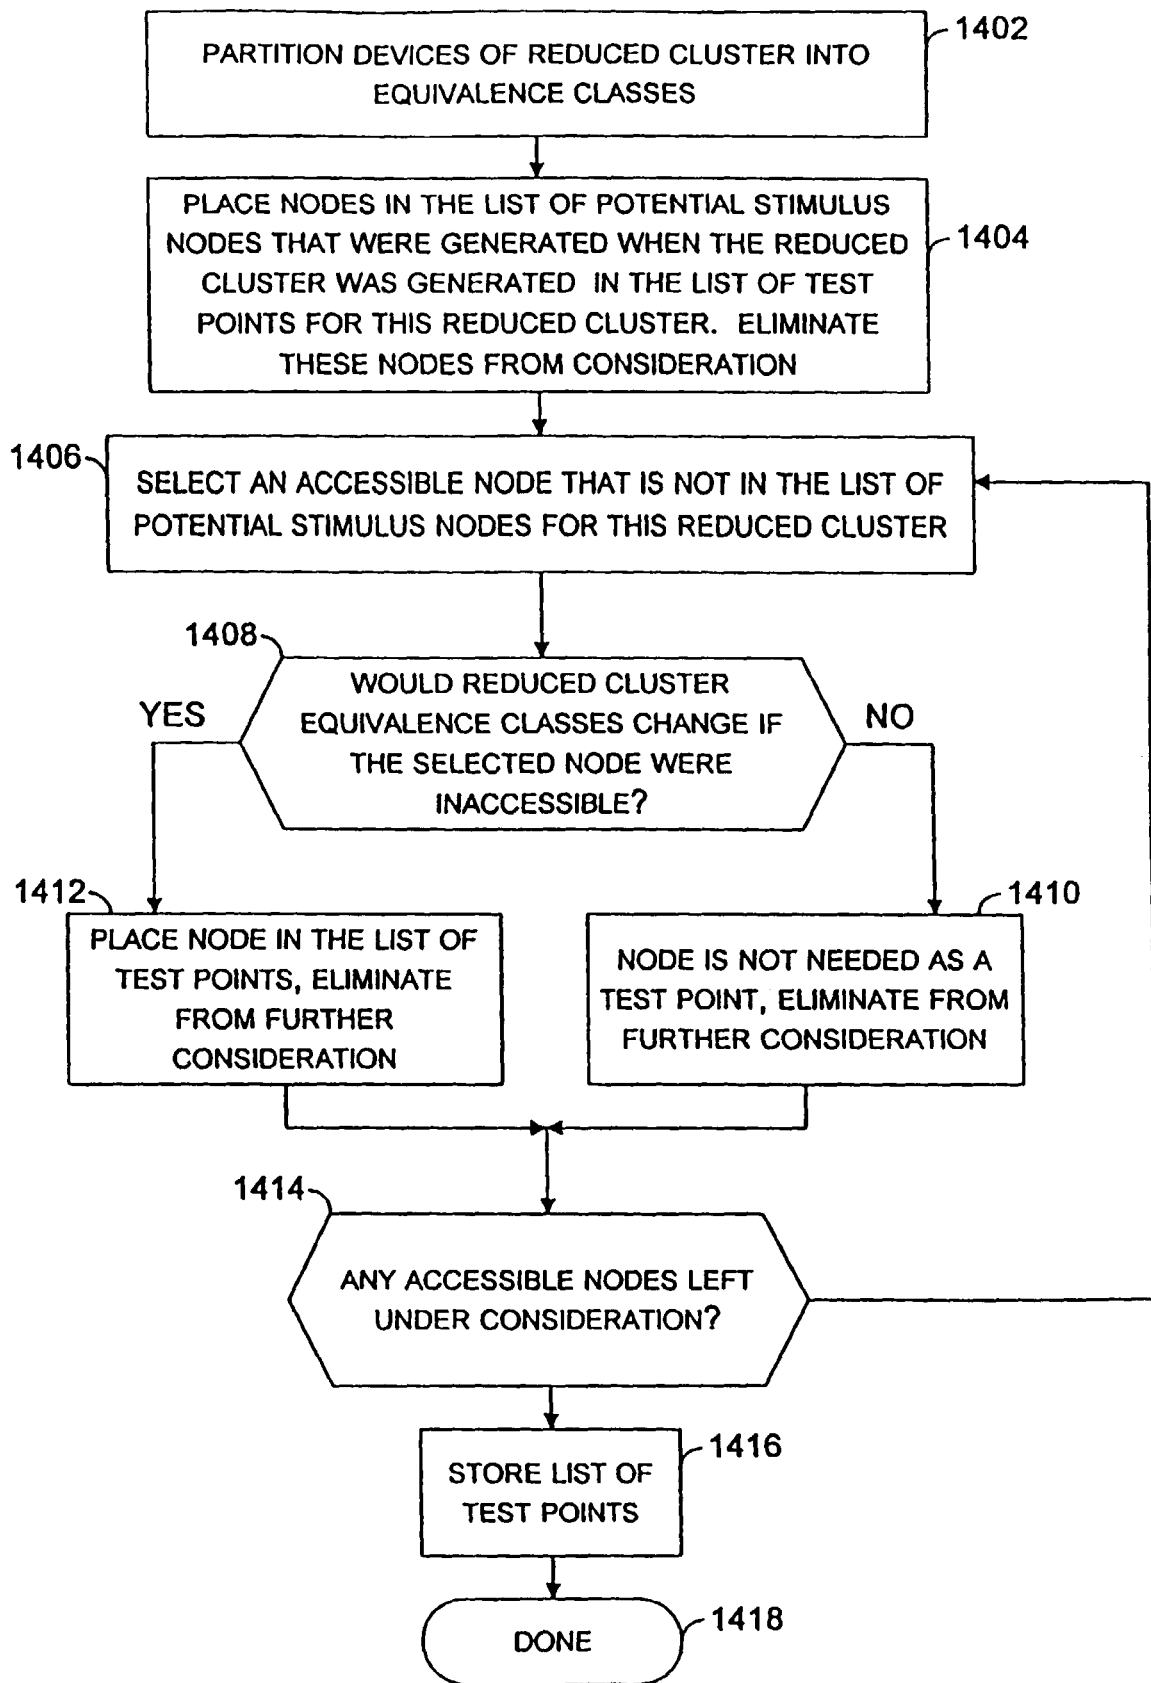 1402
PARTITION DEVICES OF REDUCED CLUSTER INTO
EQUIVALENCE CLASSES
PLACE NODES IN THE LIST OF POTENTIAL STIMULUS
NODES THAT WERE GENERATED WHEN THE REDUCED
CLUSTER WAS GENERATED IN THE LIST OF TEST
POINTS FOR THIS REDUCED CLUSTER. ELIMINATE
THESE NODES FROM CONSIDERATION
1404
1406
SELECT AN ACCESSIBLE NODE THAT IS NOT IN THE LIST OF
POTENTIAL STIMULUS NODES FOR THIS REDUCED CLUSTER
1408
WOULD REDUCED CLUSTER
EQUIVALENCE CLASSES CHANGE IF
THE SELECTED NODE WERE
INACCESSIBLE?
YES
NO
1412
PLACE NODE IN THE LIST OF
TEST POINTS, ELIMINATE
FROM FURTHER
CONSIDERATION
1410
NODE IS NOT NEEDED AS A
TEST POINT, ELIMINATE FROM
FURTHER CONSIDERATION
1414
ANY ACCESSIBLE NODES LEFT
UNDER CONSIDERATION?
1416
STORE LIST OF
TEST POINTS
1418
DONE